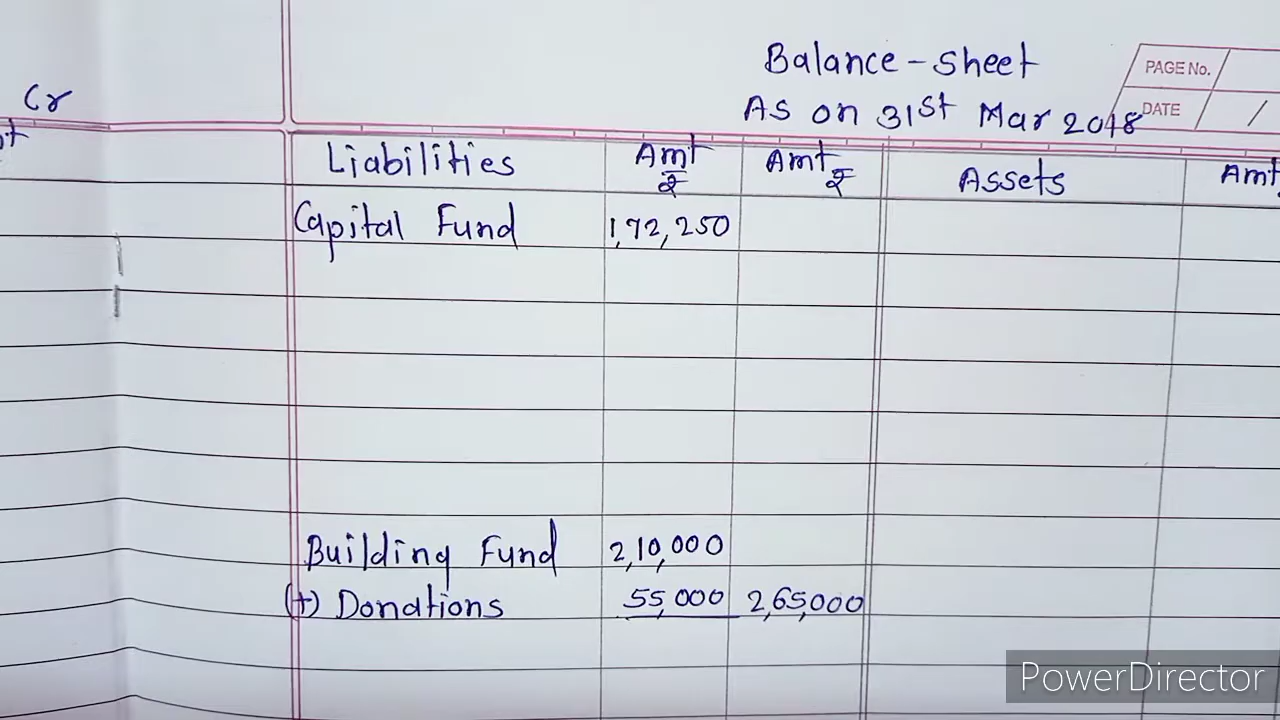 Cr
Balance - Sheet
PAGE No.
As on 31st Mar 2018
DATE /
Liabilities Amt ₹ Amt ₹ Assets Amt
Capital Fund 1,72,250
Building Fund 2,10,000
(+) Donations 55,000 2,65,000
PowerDirector